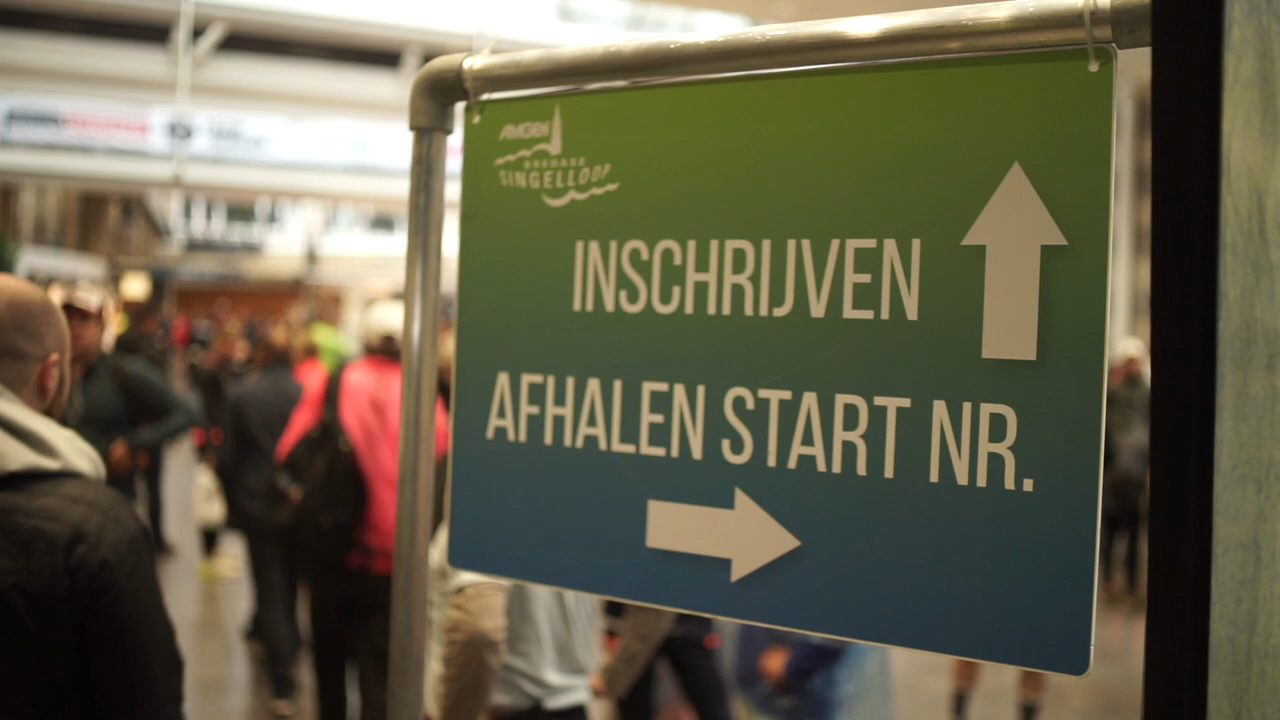 AMGEN
BREDASE
SINGELLOOP
INSCHRIJVEN
AFHALEN START NR.